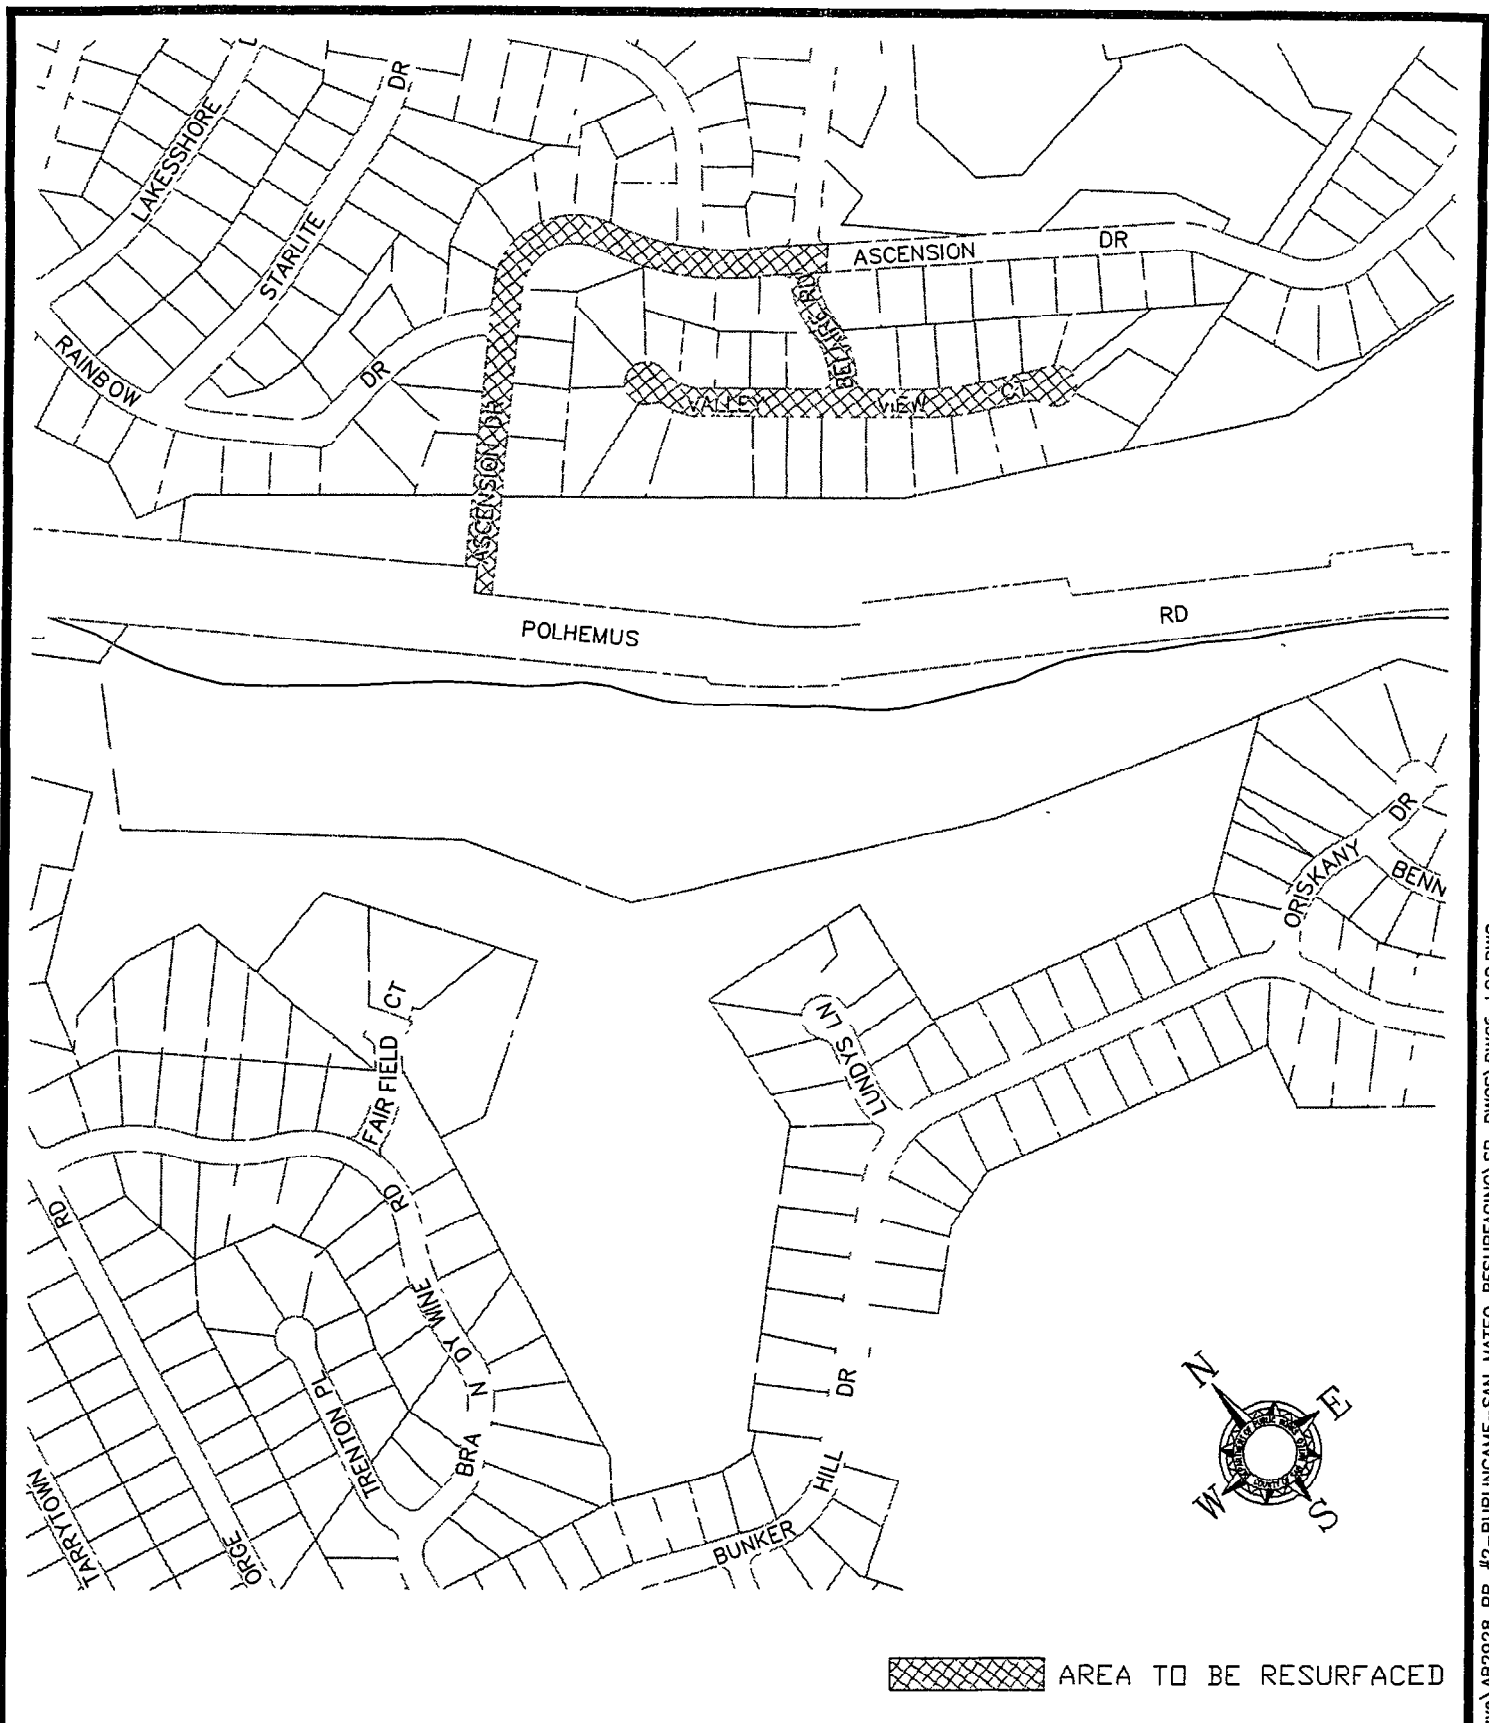 LAKESSHORE
STARLITE
DR
RAINBOW
DR
ASCENSION
DR
BELAIRE RD
VALLEY
VIEW
CT
ASCENSION DR
POLHEMUS
RD
ORISKANY
DR
BENN
FAIR FIELD
CT
LUNDYS LN
RD
RD
BRA N DY WINE
TRENTON PL
TARRYTOWN
ORGE
BUNKER
HILL
DR
N
E
W
S
AREA TO BE RESURFACED